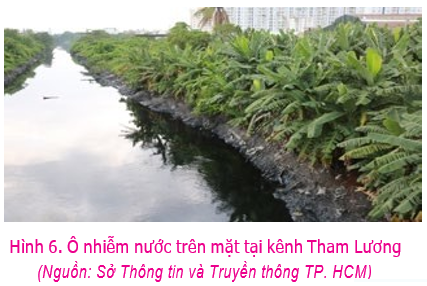 Hình 6. Ô nhiễm nước trên mặt tại kênh Tham Lương
(Nguồn: Sở Thông tin và Truyền thông TP. HCM)